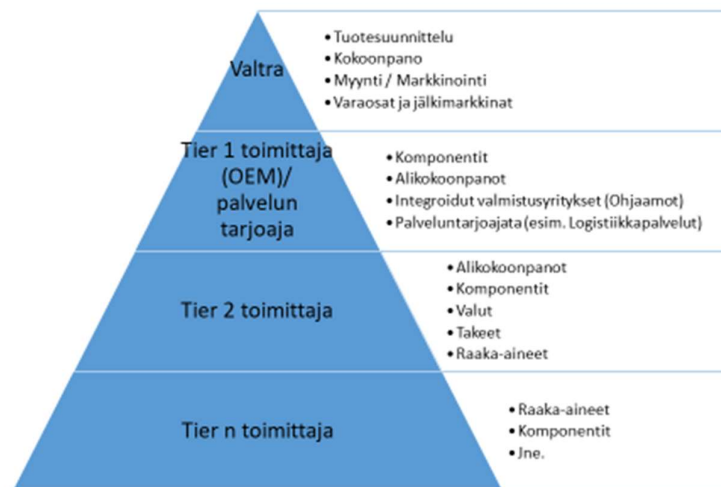 Valtra
• Tuotesuunnittelu
• Kokoonpano
• Myynti / Markkinointi
• Varaosat ja jälkimarkkinat
Tier 1 toimittaja
(OEM)/
palvelun
tarjoaja
• Komponentit
• Alikokoonpanot
• Integroidut valmistusyritykset (Ohjaamot)
• Palveluntarjoajata (esim. Logistiikkapalvelut)
Tier 2 toimittaja
• Alikokoonpanot
• Komponentit
• Valut
• Takeet
• Raaka-aineet
Tier n toimittaja
• Raaka-aineet
• Komponentit
• Jne.